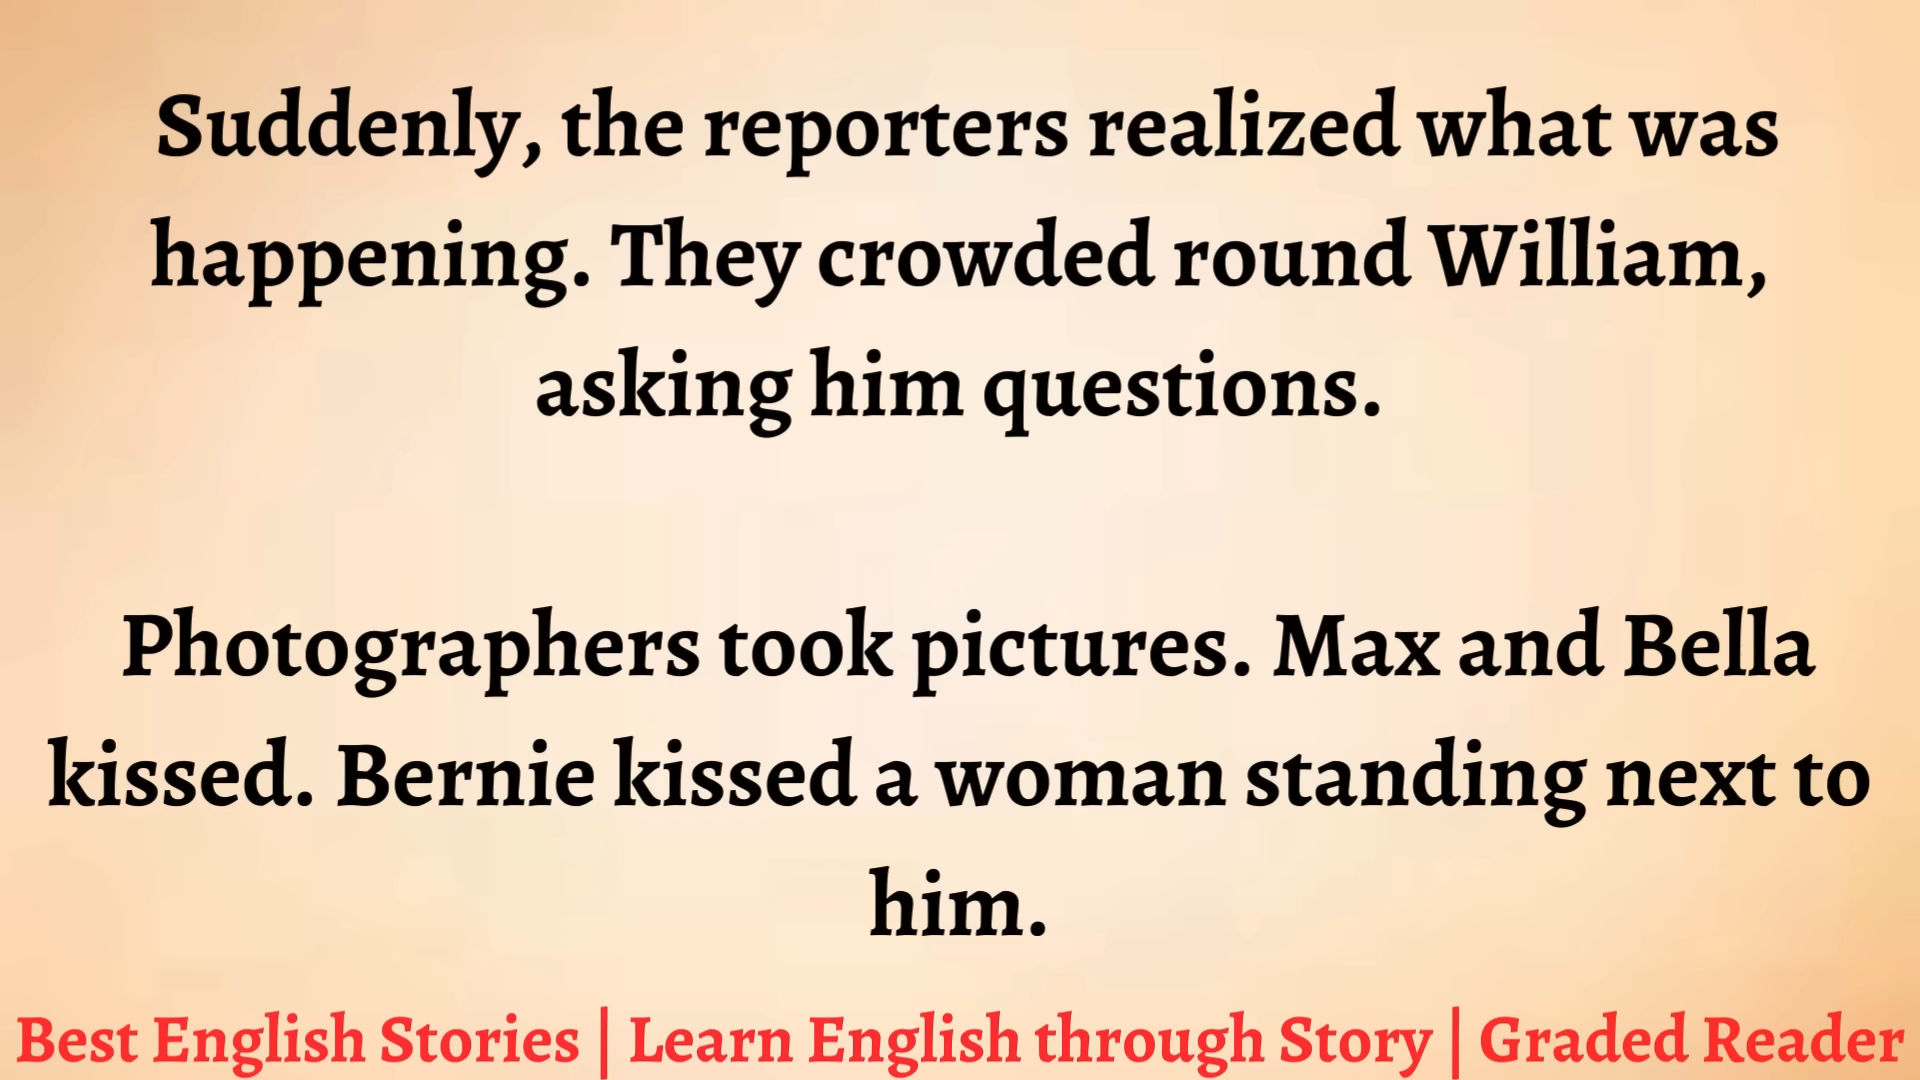 Suddenly, the reporters realized what was
happening. They crowded round William,
asking him questions.
Photographers took pictures. Max and Bella
kissed. Bernie kissed a woman standing next to
him.
Best English Stories | Learn English through Story | Graded Reader